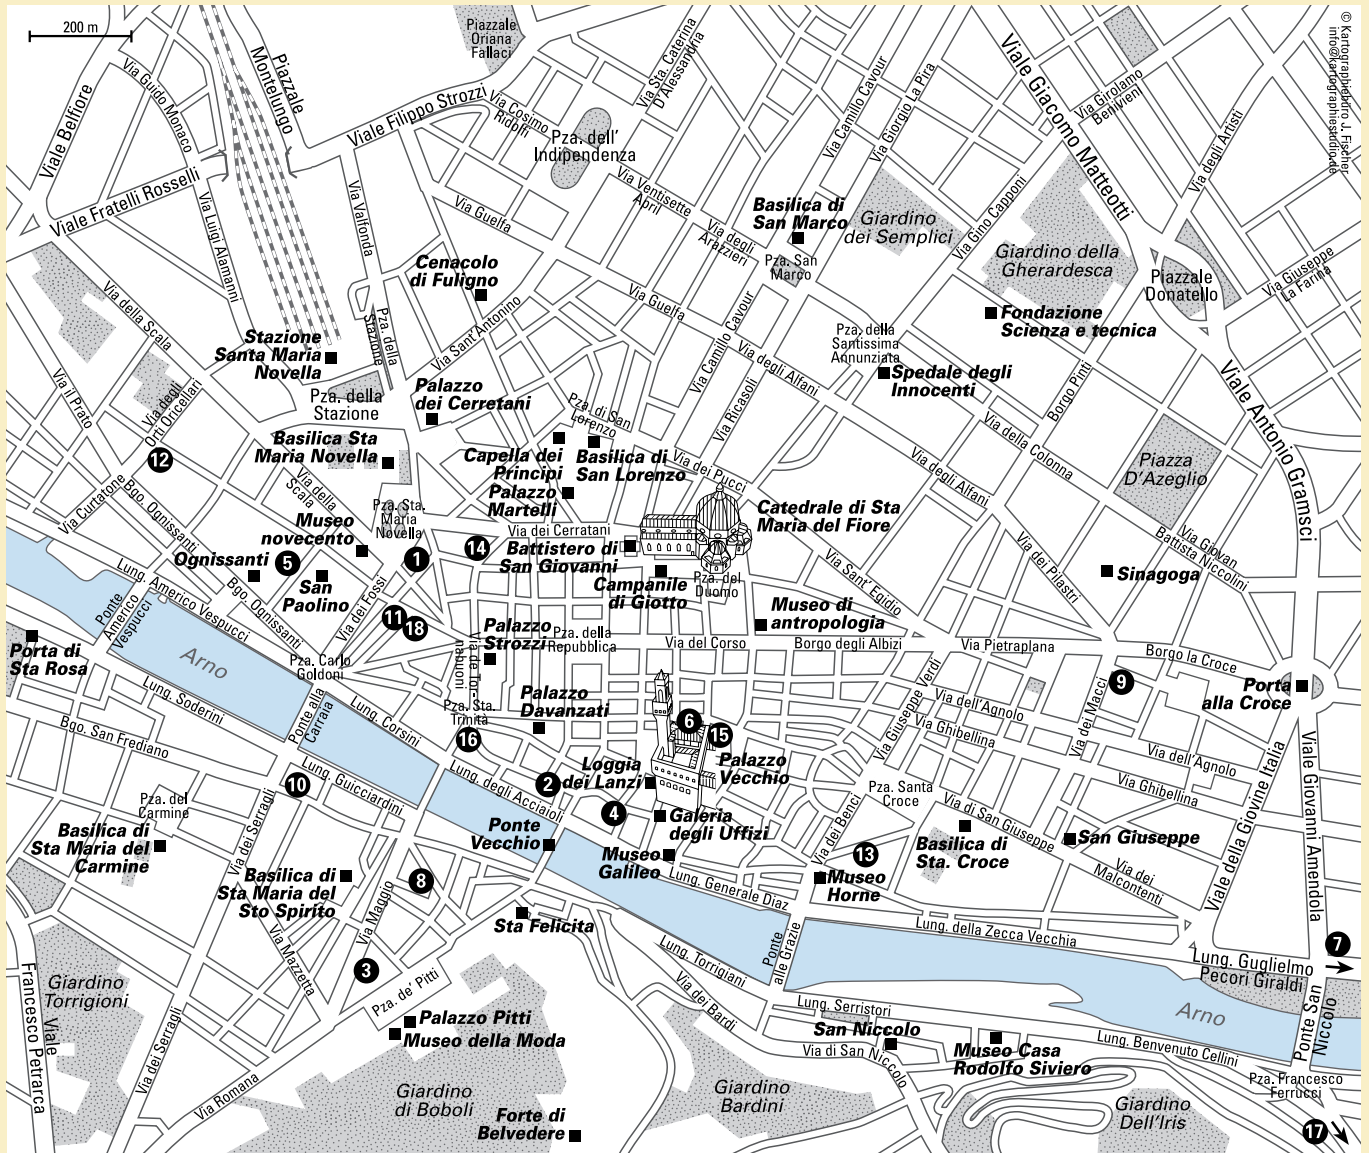 200 m
Piazzale
Oriana
Fallaci
© Kartographiebüro J. Fischer
info@kartographiestudio.de
Viale Belfiore
Via Guido Monaco
Piazzale
Montelungo
Viale Filippo Strozzi
Via Cosimo
Ridolfi
Via Sta. Caterina
D'Alessandria
Pza. dell'
Indipendenza
Via Camillo Cavour
Via Giorgio La Pira
Viale Giacomo Matteotti
Via Girolamo
Benivieni
Via degli Artisti
Viale Fratelli Rosselli
Via Luigi Alamanni
Via Valfonda
Via Guelfa
Via Ventisette
April
Via degli
Arazzieri
Basilica di
San Marco
Pza. San
Marco
Giardino
dei Semplici
Via Gino Capponi
Giardino della
Gherardesca
Piazzale
Donatello
Via Giuseppe
La Farina
Cenacolo
di Fuligno
Via della Scala
Stazione
Santa Maria
Novella
Pza. della
Stazione
Via Sant'Antonino
Via Guelfa
Via Camillo Cavour
Via degli Alfani
Pza. della
Santissima
Annunziata
Fondazione
Scienza e tecnica
Spedale degli
Innocenti
Viale Antonio Gramsci
Via il Prato
Via degli
Orti Oricellari
Pza. della
Stazione
Palazzo
dei Cerretani
Pza. di San
Lorenzo
Via Ricasoli
Borgo Pinti
Via della Colonna
Piazza
D'Azeglio
12
Basilica Sta
Maria Novella
Capella dei
Principi
Basilica di
San Lorenzo
Via dei Pucci
Via degli Alfani
Via Curtatone
Bgo. Ognissanti
Via della
Scala
Pza. Sta.
Maria
Novella
Palazzo
Martelli
Via dei Cerratani
Catedrale di Sta
Maria del Fiore
Via Giovan
Battista Niccolini
Museo
novecento
Ognissanti
5
San
Paolino
1
14
Battistero di
San Giovanni
Campanile
di Giotto
Pza. del
Duomo
Via Sant' Egidio
Via dei Pilastri
Sinagoga
Lung. Americo Vespucci
Ponte
Americo
Vespucci
Bgo. Ognissanti
Via dei Fossi
11
18
Via de Tor-
nabboni
Palazzo
Strozzi
Pza. della
Repubblica
Via del Corso
Museo di
antropologia
Borgo degli Albizi
Via Pietraplana
Borgo la Croce
Porta di
Sta Rosa
Arno
Pza. Carlo
Goldoni
Lung. Soderini
Ponte alla
Carraia
Lung. Corsini
Pza. Sta.
Trinità
16
Palazzo
Davanzati
6
15
Palazzo
Vecchio
Via Giuseppe Verdi
Via dell'Agnolo
Via Ghibellina
Via dei Macci
9
Porta
alla Croce
Bgo. San Frediano
10
Lung. Guicciardini
Lung. degli Acciaioli
2
Loggia
dei Lanzi
4
Galeria
degli Uffizi
Via dei Benci
Pza. Santa
Croce
Via di San Giuseppe
Via dell'Agnolo
Via Ghibellina
Viale della Giovine Italia
Viale Giovanni Amendola
Pza. del
Carmine
Basilica di
Sta Maria del
Carmine
Via dei Serragli
Ponte
Vecchio
Museo
Galileo
13
Basilica di
Sta. Croce
San Giuseppe
Via dei
Malcontenti
Basilica di
Sta Maria del
Sto Spirito
8
Via Maggio
Lung. Generale Diaz
Museo
Horne
Lung. della Zecca Vecchia
Sta Felicita
Ponte
alle Grazie
7
Via Mazzetta
3
Pza. de' Pitti
Lung. Torrigiani
Lung. Guglielmo
Pecori Giraldi
Giardino
Torrigioni
Viale
Francesco Petrarca
Via dei Bardi
Lung. Serristori
Arno
Ponte San
Niccolo
Palazzo Pitti
Museo della Moda
San Niccolo
Via di San Niccolo
Museo Casa
Rodolfo Siviero
Lung. Benvenuto Cellini
Via dei Serragli
Via Romana
Giardino
di Boboli
Forte di
Belvedere
Giardino
Bardini
Giardino
Dell'Iris
Pza. Francesco
Ferrucci
17